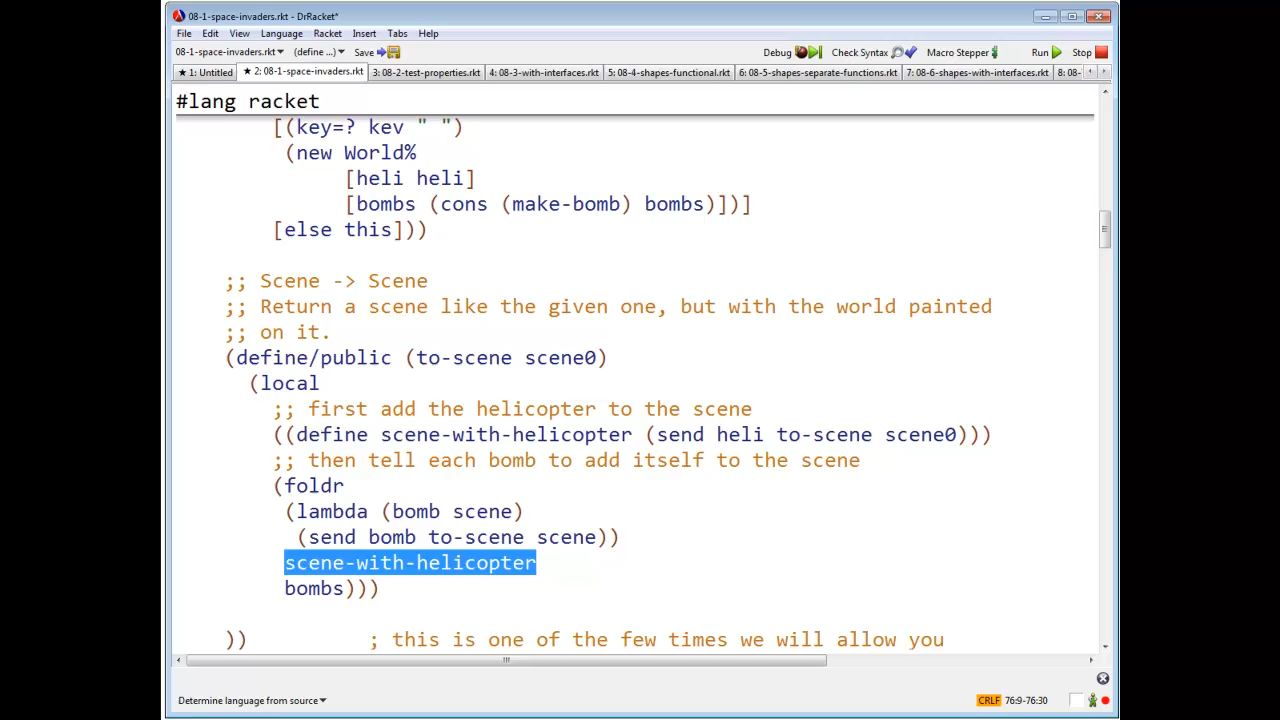 08-1-space-invaders.rkt - DrRacket*
File Edit View Language Racket Insert Tabs Help
08-1-space-invaders.rkt (define ...) Save Debug Check Syntax Macro Stepper Run Stop
★ 1: Untitled ★ 2: 08-1-space-invaders.rkt 3: 08-2-test-properties.rkt 4: 08-3-with-interfaces.rkt 5: 08-4-shapes-functional.rkt 6: 08-5-shapes-separate-functions.rkt 7: 08-6-shapes-with-interfaces.rkt 8: 08-
#lang racket
[(key=? kev " ")
(new World%
[heli heli]
[bombs (cons (make-bomb) bombs)])]
[else this]))
;; Scene -> Scene
;; Return a scene like the given one, but with the world painted
;; on it.
(define/public (to-scene scene0)
(local
;; first add the helicopter to the scene
((define scene-with-helicopter (send heli to-scene scene0)))
;; then tell each bomb to add itself to the scene
(foldr
(lambda (bomb scene)
(send bomb to-scene scene))
scene-with-helicopter
bombs)))
)) ; this is one of the few times we will allow you
Determine language from source CRLF 76:9-76:30